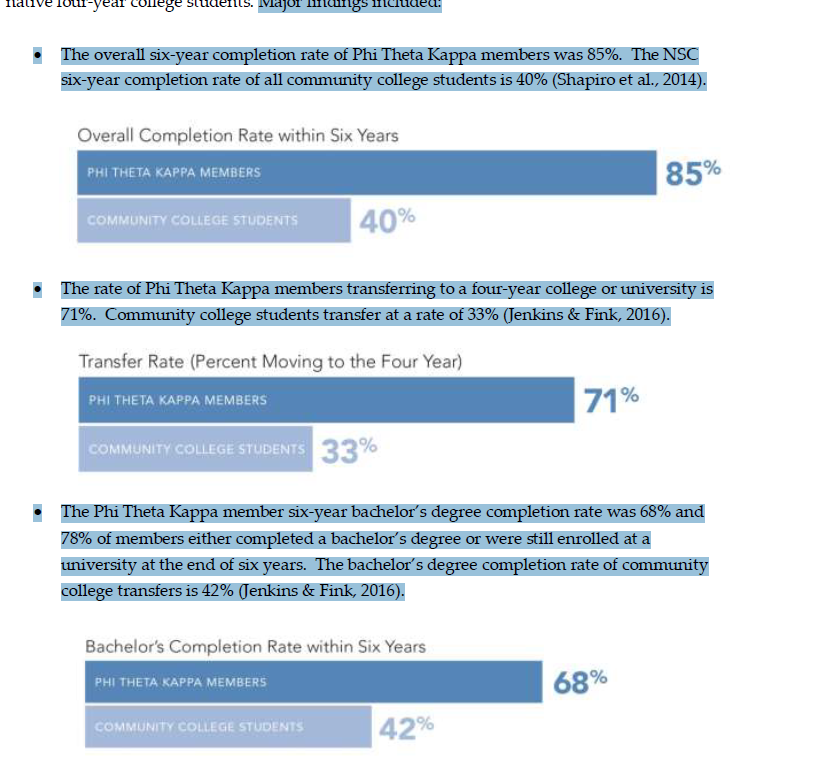 native four-year college students. Major findings included:
• The overall six-year completion rate of Phi Theta Kappa members was 85%. The NSC
six-year completion rate of all community college students is 40% (Shapiro et al., 2014).
Overall Completion Rate within Six Years
PHI THETA KAPPA MEMBERS 85%
COMMUNITY COLLEGE STUDENTS 40%
• The rate of Phi Theta Kappa members transferring to a four-year college or university is
71%. Community college students transfer at a rate of 33% (Jenkins & Fink, 2016).
Transfer Rate (Percent Moving to the Four Year)
PHI THETA KAPPA MEMBERS 71%
COMMUNITY COLLEGE STUDENTS 33%
• The Phi Theta Kappa member six-year bachelor’s degree completion rate was 68% and
78% of members either completed a bachelor’s degree or were still enrolled at a
university at the end of six years. The bachelor’s degree completion rate of community
college transfers is 42% (Jenkins & Fink, 2016).
Bachelor’s Completion Rate within Six Years
PHI THETA KAPPA MEMBERS 68%
COMMUNITY COLLEGE STUDENTS 42%